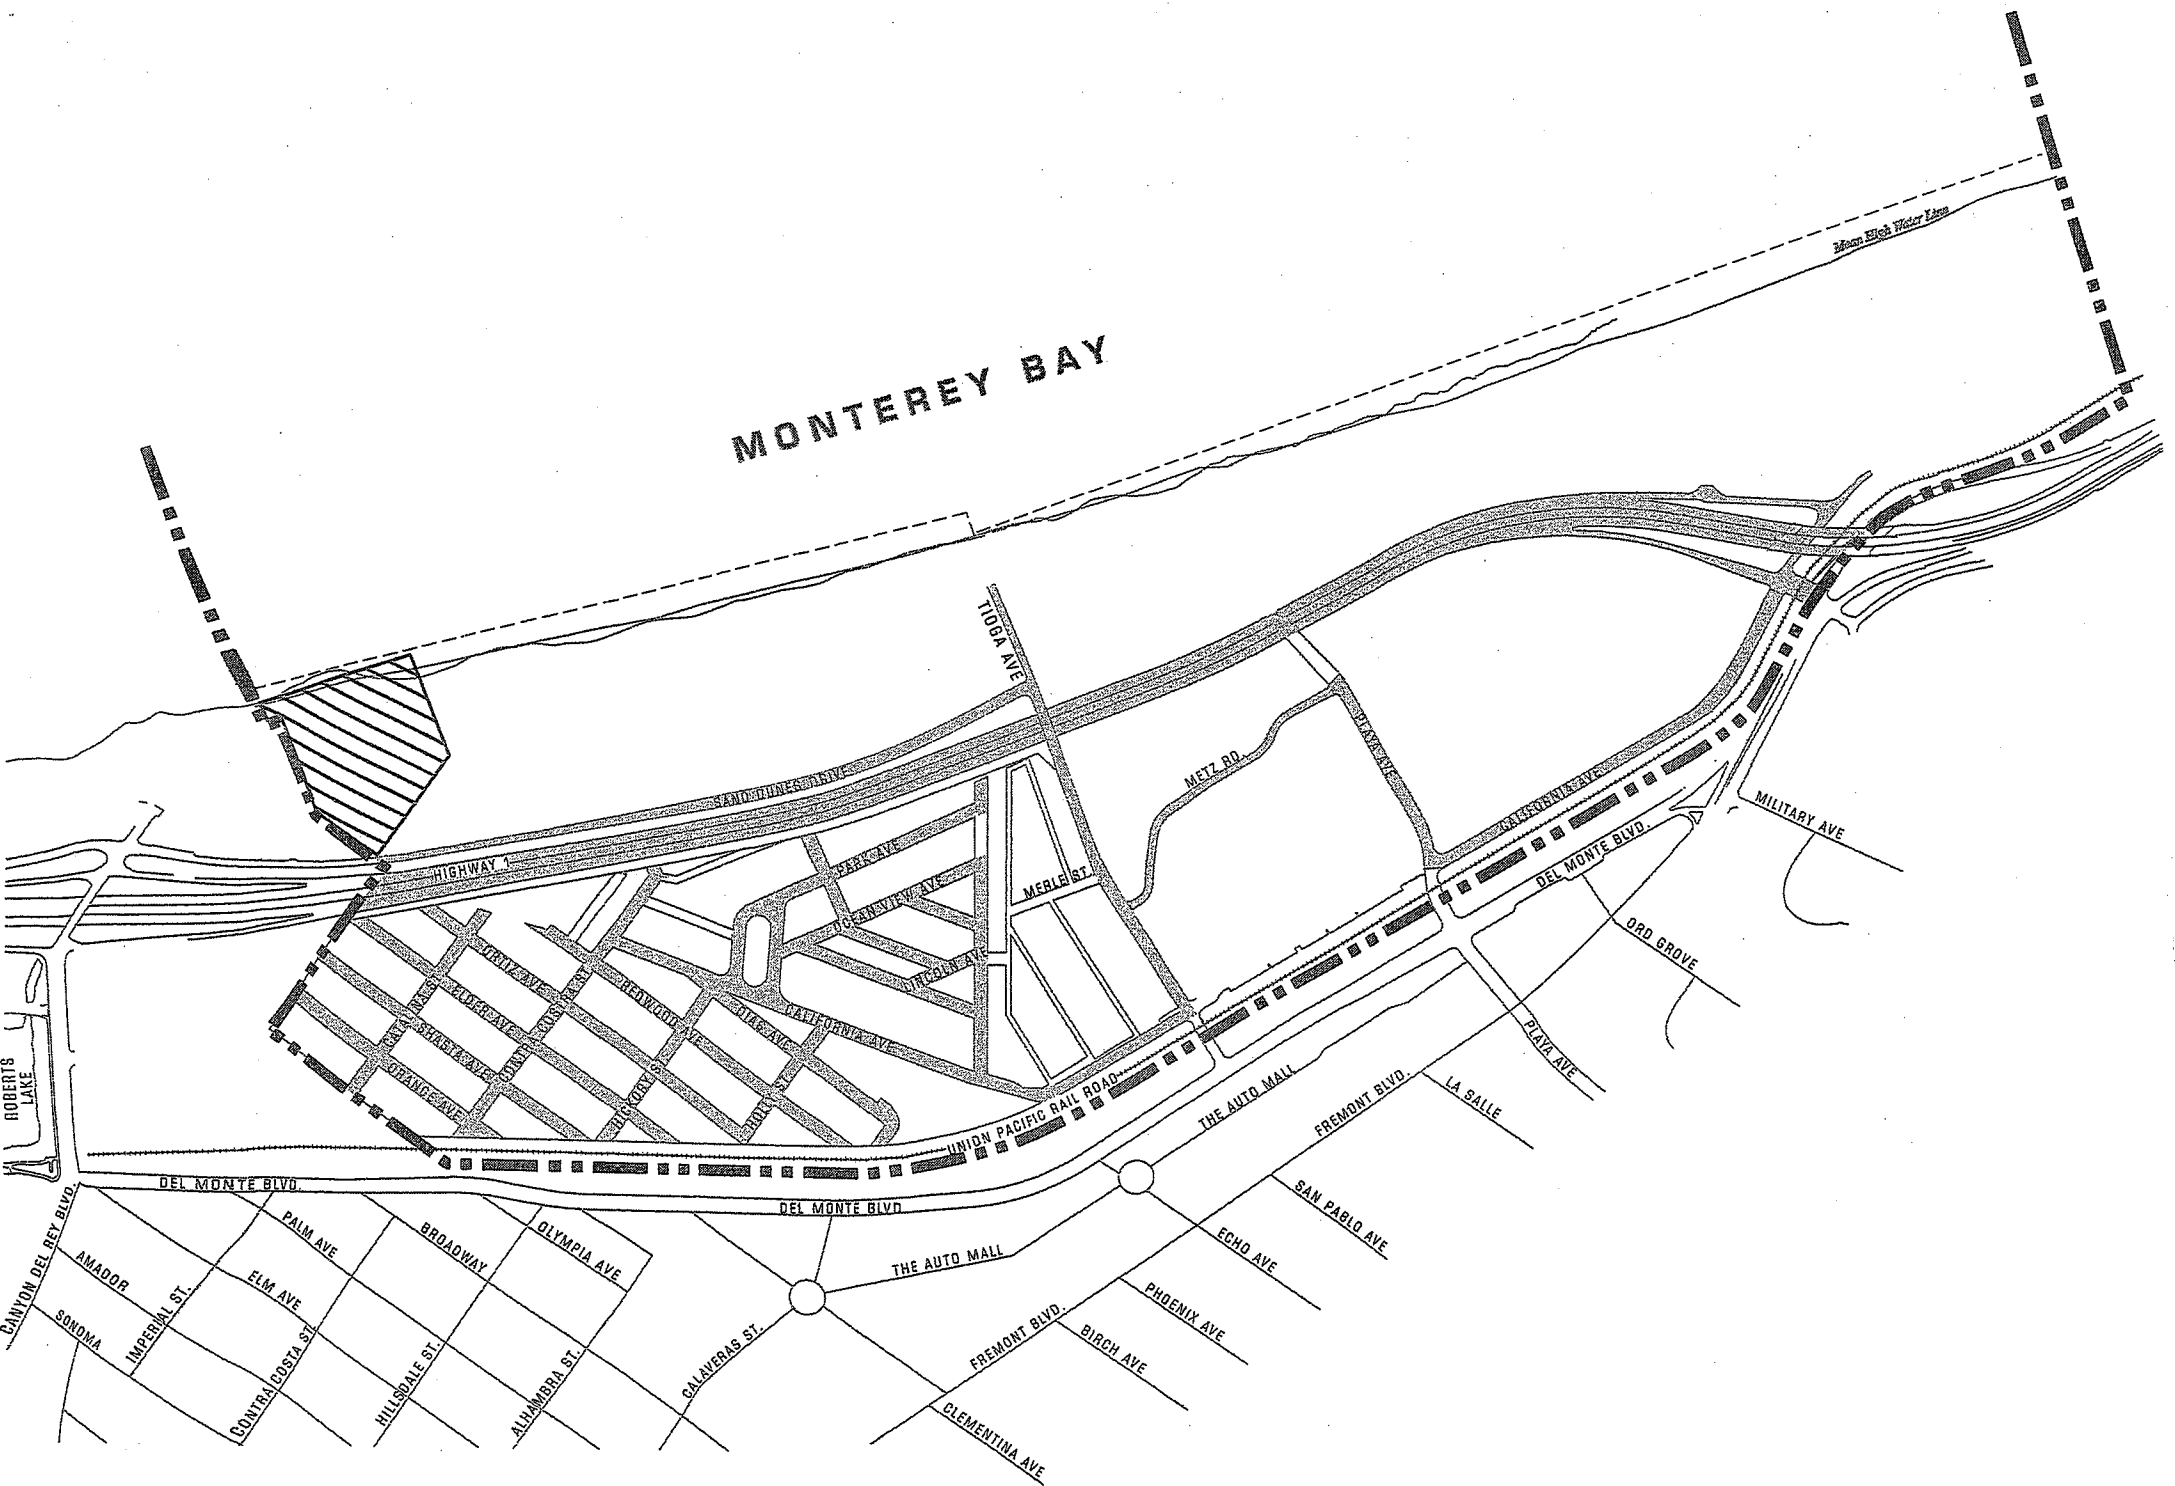 Mean High Water Line
MONTEREY BAY
TIOGA AVE
PLAYA AVE
METZ RD.
SAND DUNES DRIVE
CALIFORNIA AVE
MILITARY AVE
DEL MONTE BLVD.
HIGHWAY 1
PARK AVE
MERLE ST.
OCEAN VIEW AVE
LINCOLN AVE
ORD GROVE
ORTIZ AVE
REDWOOD AVE
ELDER AVE
CATALINA ST.
DIAS AVE
CALIFORNIA AVE
SHASTA AVE
ORANGE AVE
HICKORY ST
HOLLY ST.
PLAYA AVE
ROBERTS
LAKE
UNION PACIFIC RAIL ROAD
THE AUTO MALL
FREMONT BLVD.
LA SALLE
DEL MONTE BLVD.
DEL MONTE BLVD
CANYON DEL REY BLVD.
PALM AVE
BROADWAY
OLYMPIA AVE
SAN PABLO AVE
ECHO AVE
THE AUTO MALL
AMADOR
ELM AVE
IMPERIAL ST.
SONOMA
PHOENIX AVE
FREMONT BLVD.
BIRCH AVE
CONTRA COSTA ST.
HILLSDALE ST.
ALHAMBRA ST.
CALAVERAS ST.
CLEMENTINA AVE